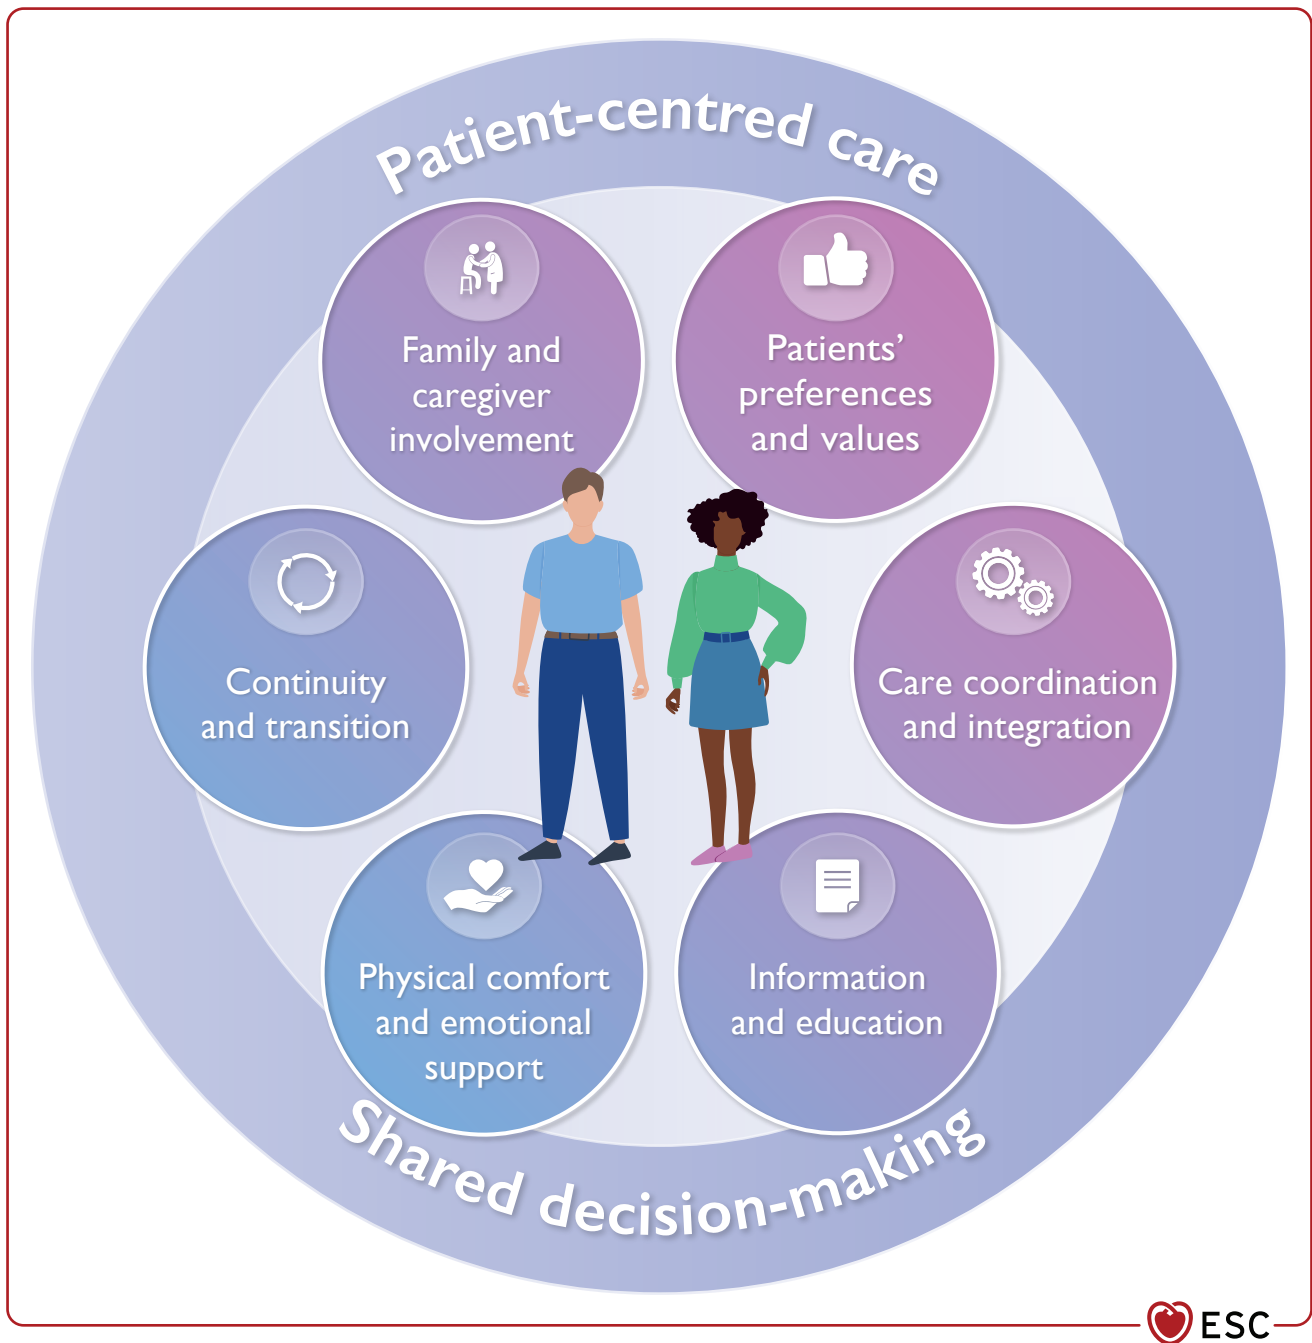 Patient-centred care
Family and
caregiver
involvement
Patients’
preferences
and values
Continuity
and transition
Care coordination
and integration
Physical comfort
and emotional
support
Information
and education
Shared decision-making
ESC